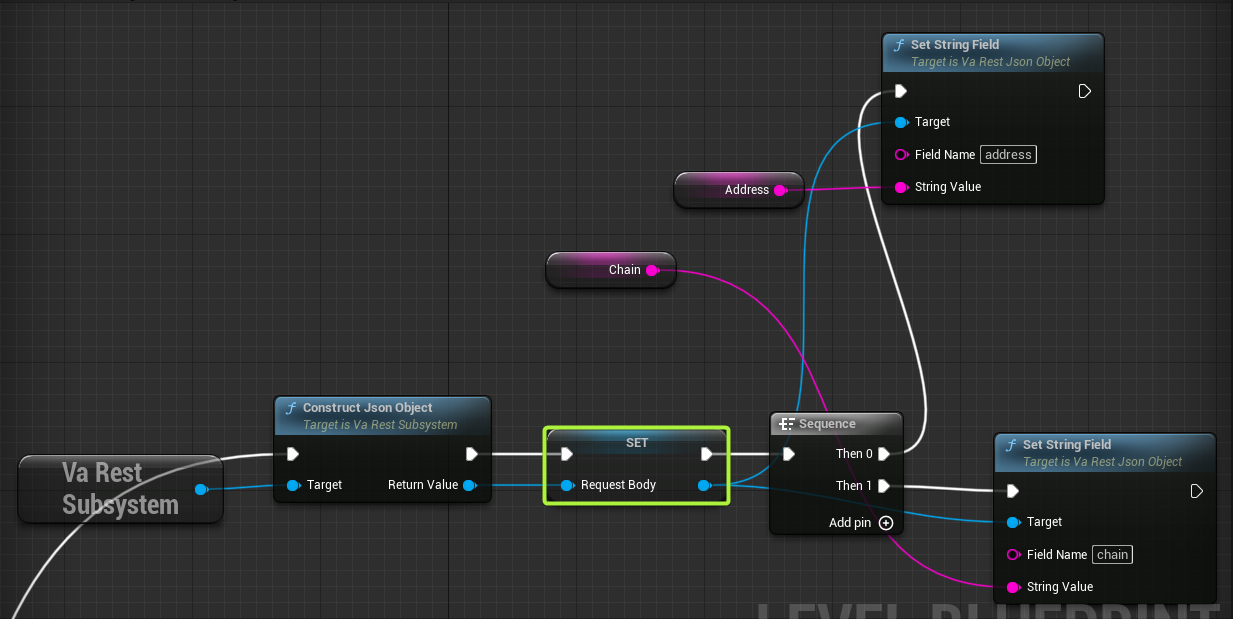 Set String Field
Target is Va Rest Json Object
Target
Field Name address
String Value
Address
Chain
Construct Json Object
Target is Va Rest Subsystem
Target
Return Value
Va Rest
Subsystem
SET
Request Body
Sequence
Then 0
Then 1
Add pin
Set String Field
Target is Va Rest Json Object
Target
Field Name chain
String Value
LEVEL BLUEPRINT